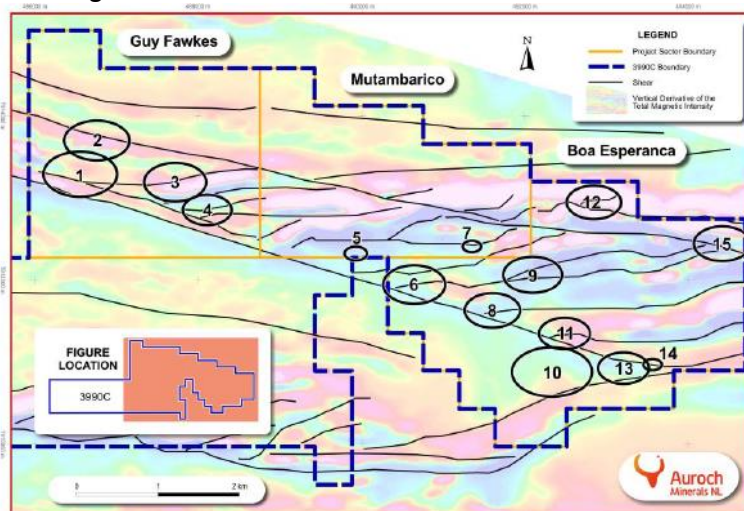 Guy Fawkes
Mutambarico
Boa Esperanca
N
LEGEND
Project Sector Boundary
3990C Boundary
Shear
Vertical Derivative of the
Total Magnetic Intensity
1
2
3
4
5
6
7
8
9
10
11
12
13
14
15
FIGURE
LOCATION
3990C
0
1
2 km
Auroch
Minerals NL